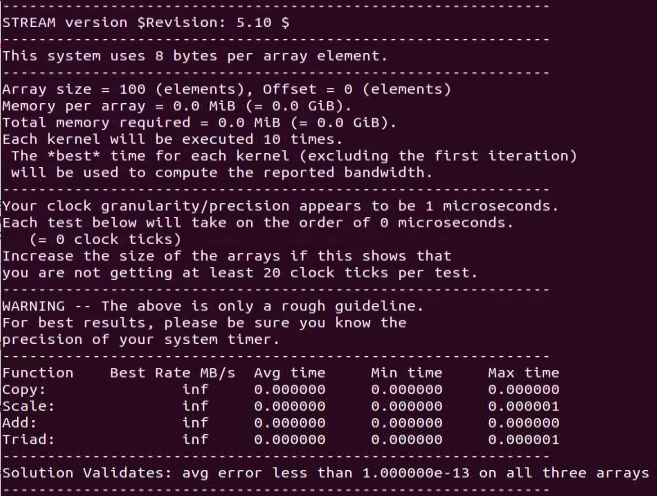 -------------------------------------------------------------
STREAM version $Revision: 5.10 $
-------------------------------------------------------------
This system uses 8 bytes per array element.
-------------------------------------------------------------
Array size = 100 (elements), Offset = 0 (elements)
Memory per array = 0.0 MiB (= 0.0 GiB).
Total memory required = 0.0 MiB (= 0.0 GiB).
Each kernel will be executed 10 times.
 The *best* time for each kernel (excluding the first iteration)
 will be used to compute the reported bandwidth.
-------------------------------------------------------------
Your clock granularity/precision appears to be 1 microseconds.
Each test below will take on the order of 0 microseconds.
   (= 0 clock ticks)
Increase the size of the arrays if this shows that
you are not getting at least 20 clock ticks per test.
-------------------------------------------------------------
WARNING -- The above is only a rough guideline.
For best results, please be sure you know the
precision of your system timer.
-------------------------------------------------------------
Function    Best Rate MB/s  Avg time     Min time     Max time
Copy:               inf     0.000000     0.000000     0.000000
Scale:              inf     0.000000     0.000000     0.000001
Add:                inf     0.000000     0.000000     0.000000
Triad:              inf     0.000000     0.000000     0.000001
-------------------------------------------------------------
Solution Validates: avg error less than 1.000000e-13 on all three arrays
-------------------------------------------------------------